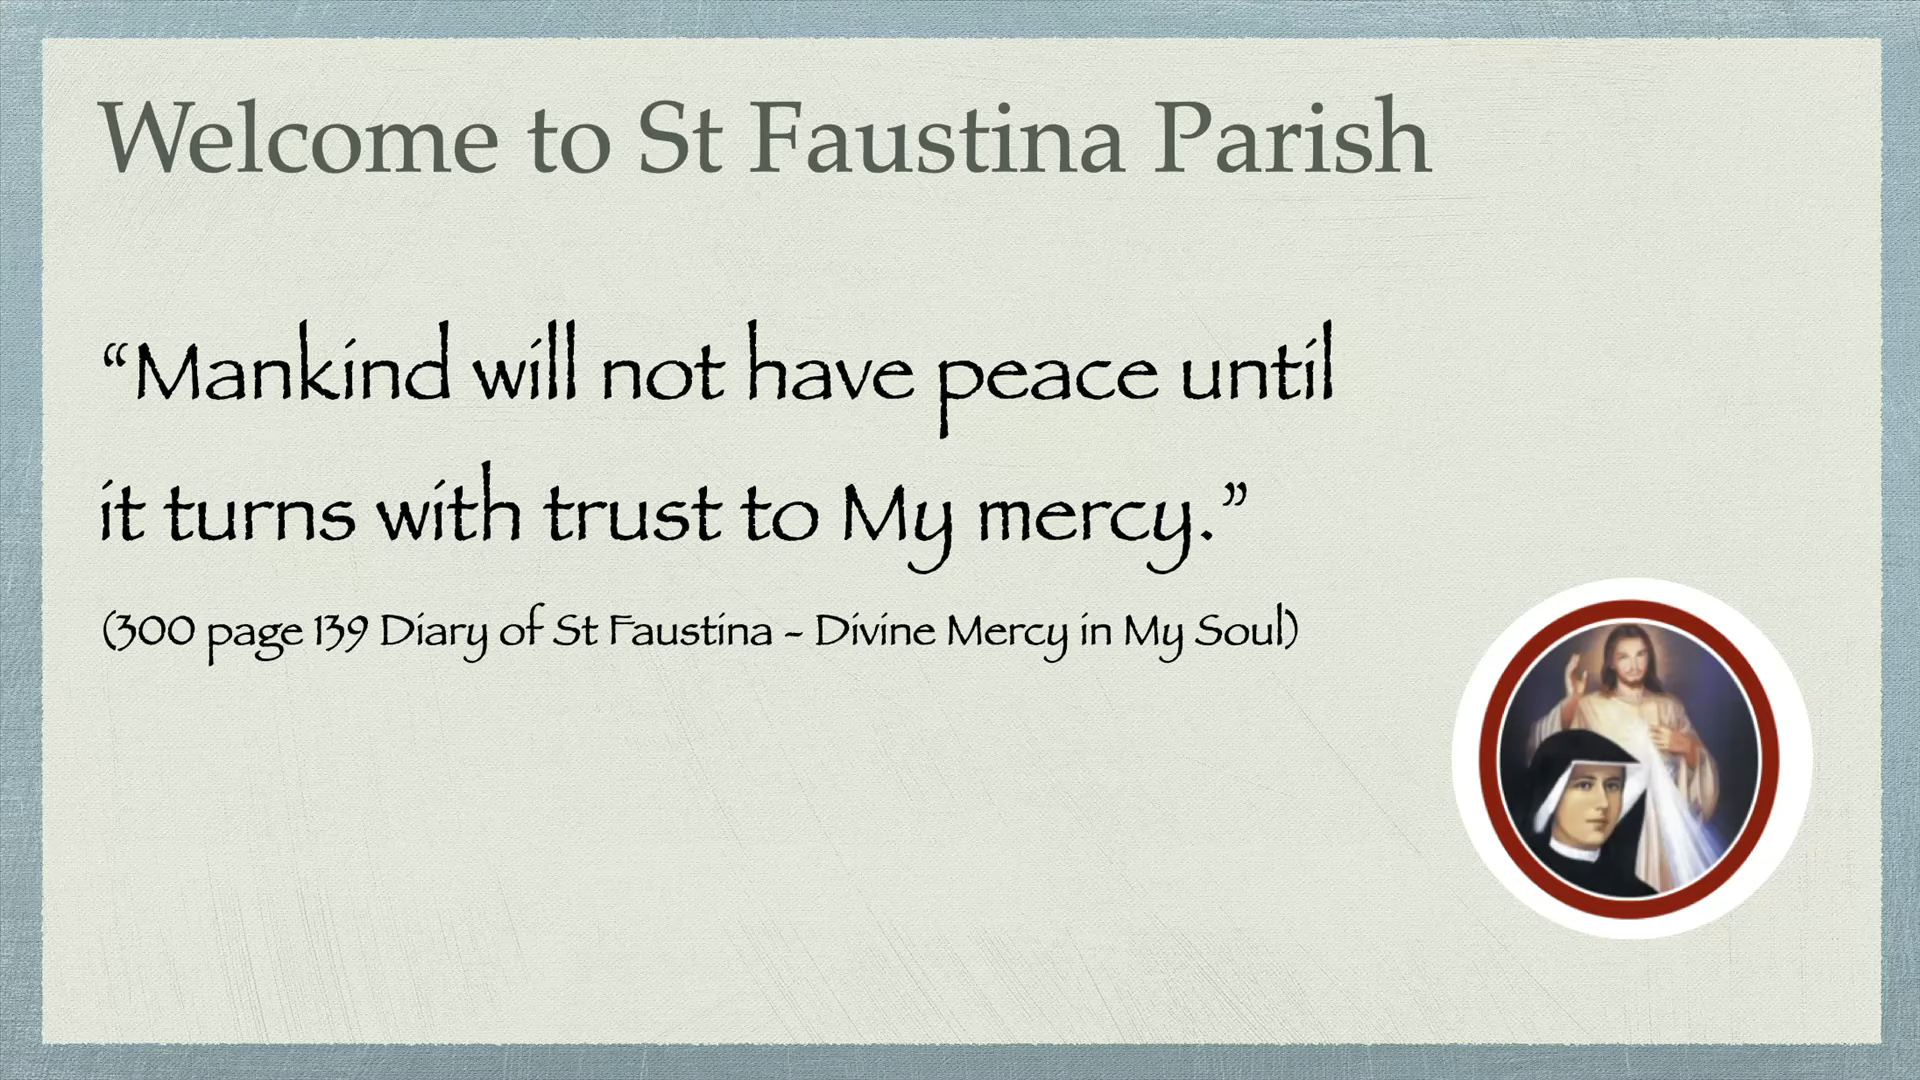 Welcome to St Faustina Parish
“Mankind will not have peace until
it turns with trust to My mercy.”
(300 page 139 Diary of St Faustina - Divine Mercy in My Soul)